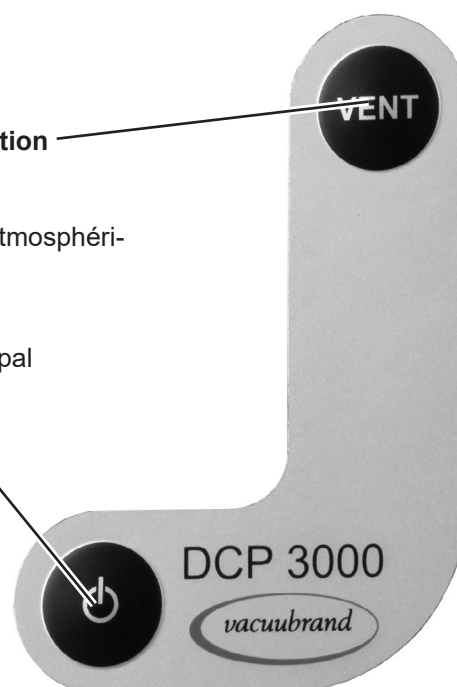 VENT
tion
tmosphéri-
pal
DCP 3000
vacuubrand